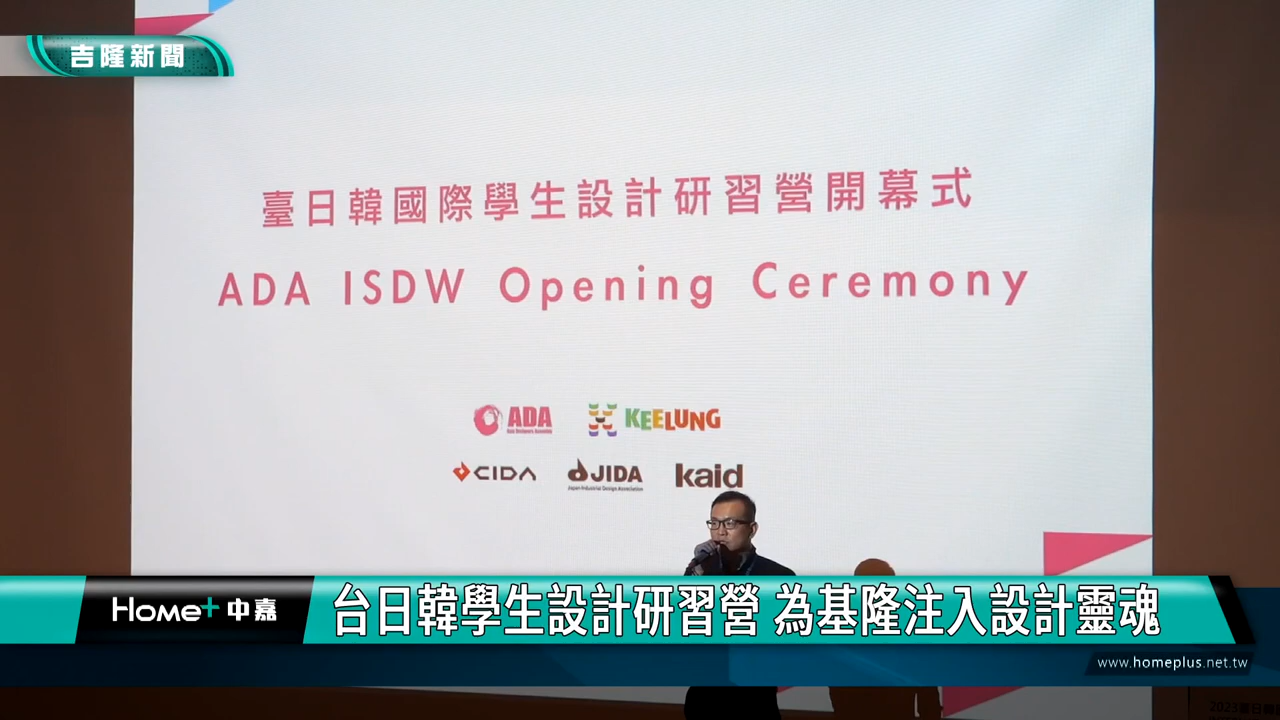 吉隆新聞
臺日韓國際學生設計研習營開幕式
ADA ISDW Opening Ceremony
ADA
KEELUNG
CIDA
JIDA
Japan Industrial Design Association
kaid
Home+中嘉
台日韓學生設計研習營 為基隆注入設計靈魂
www.homeplus.net.tw